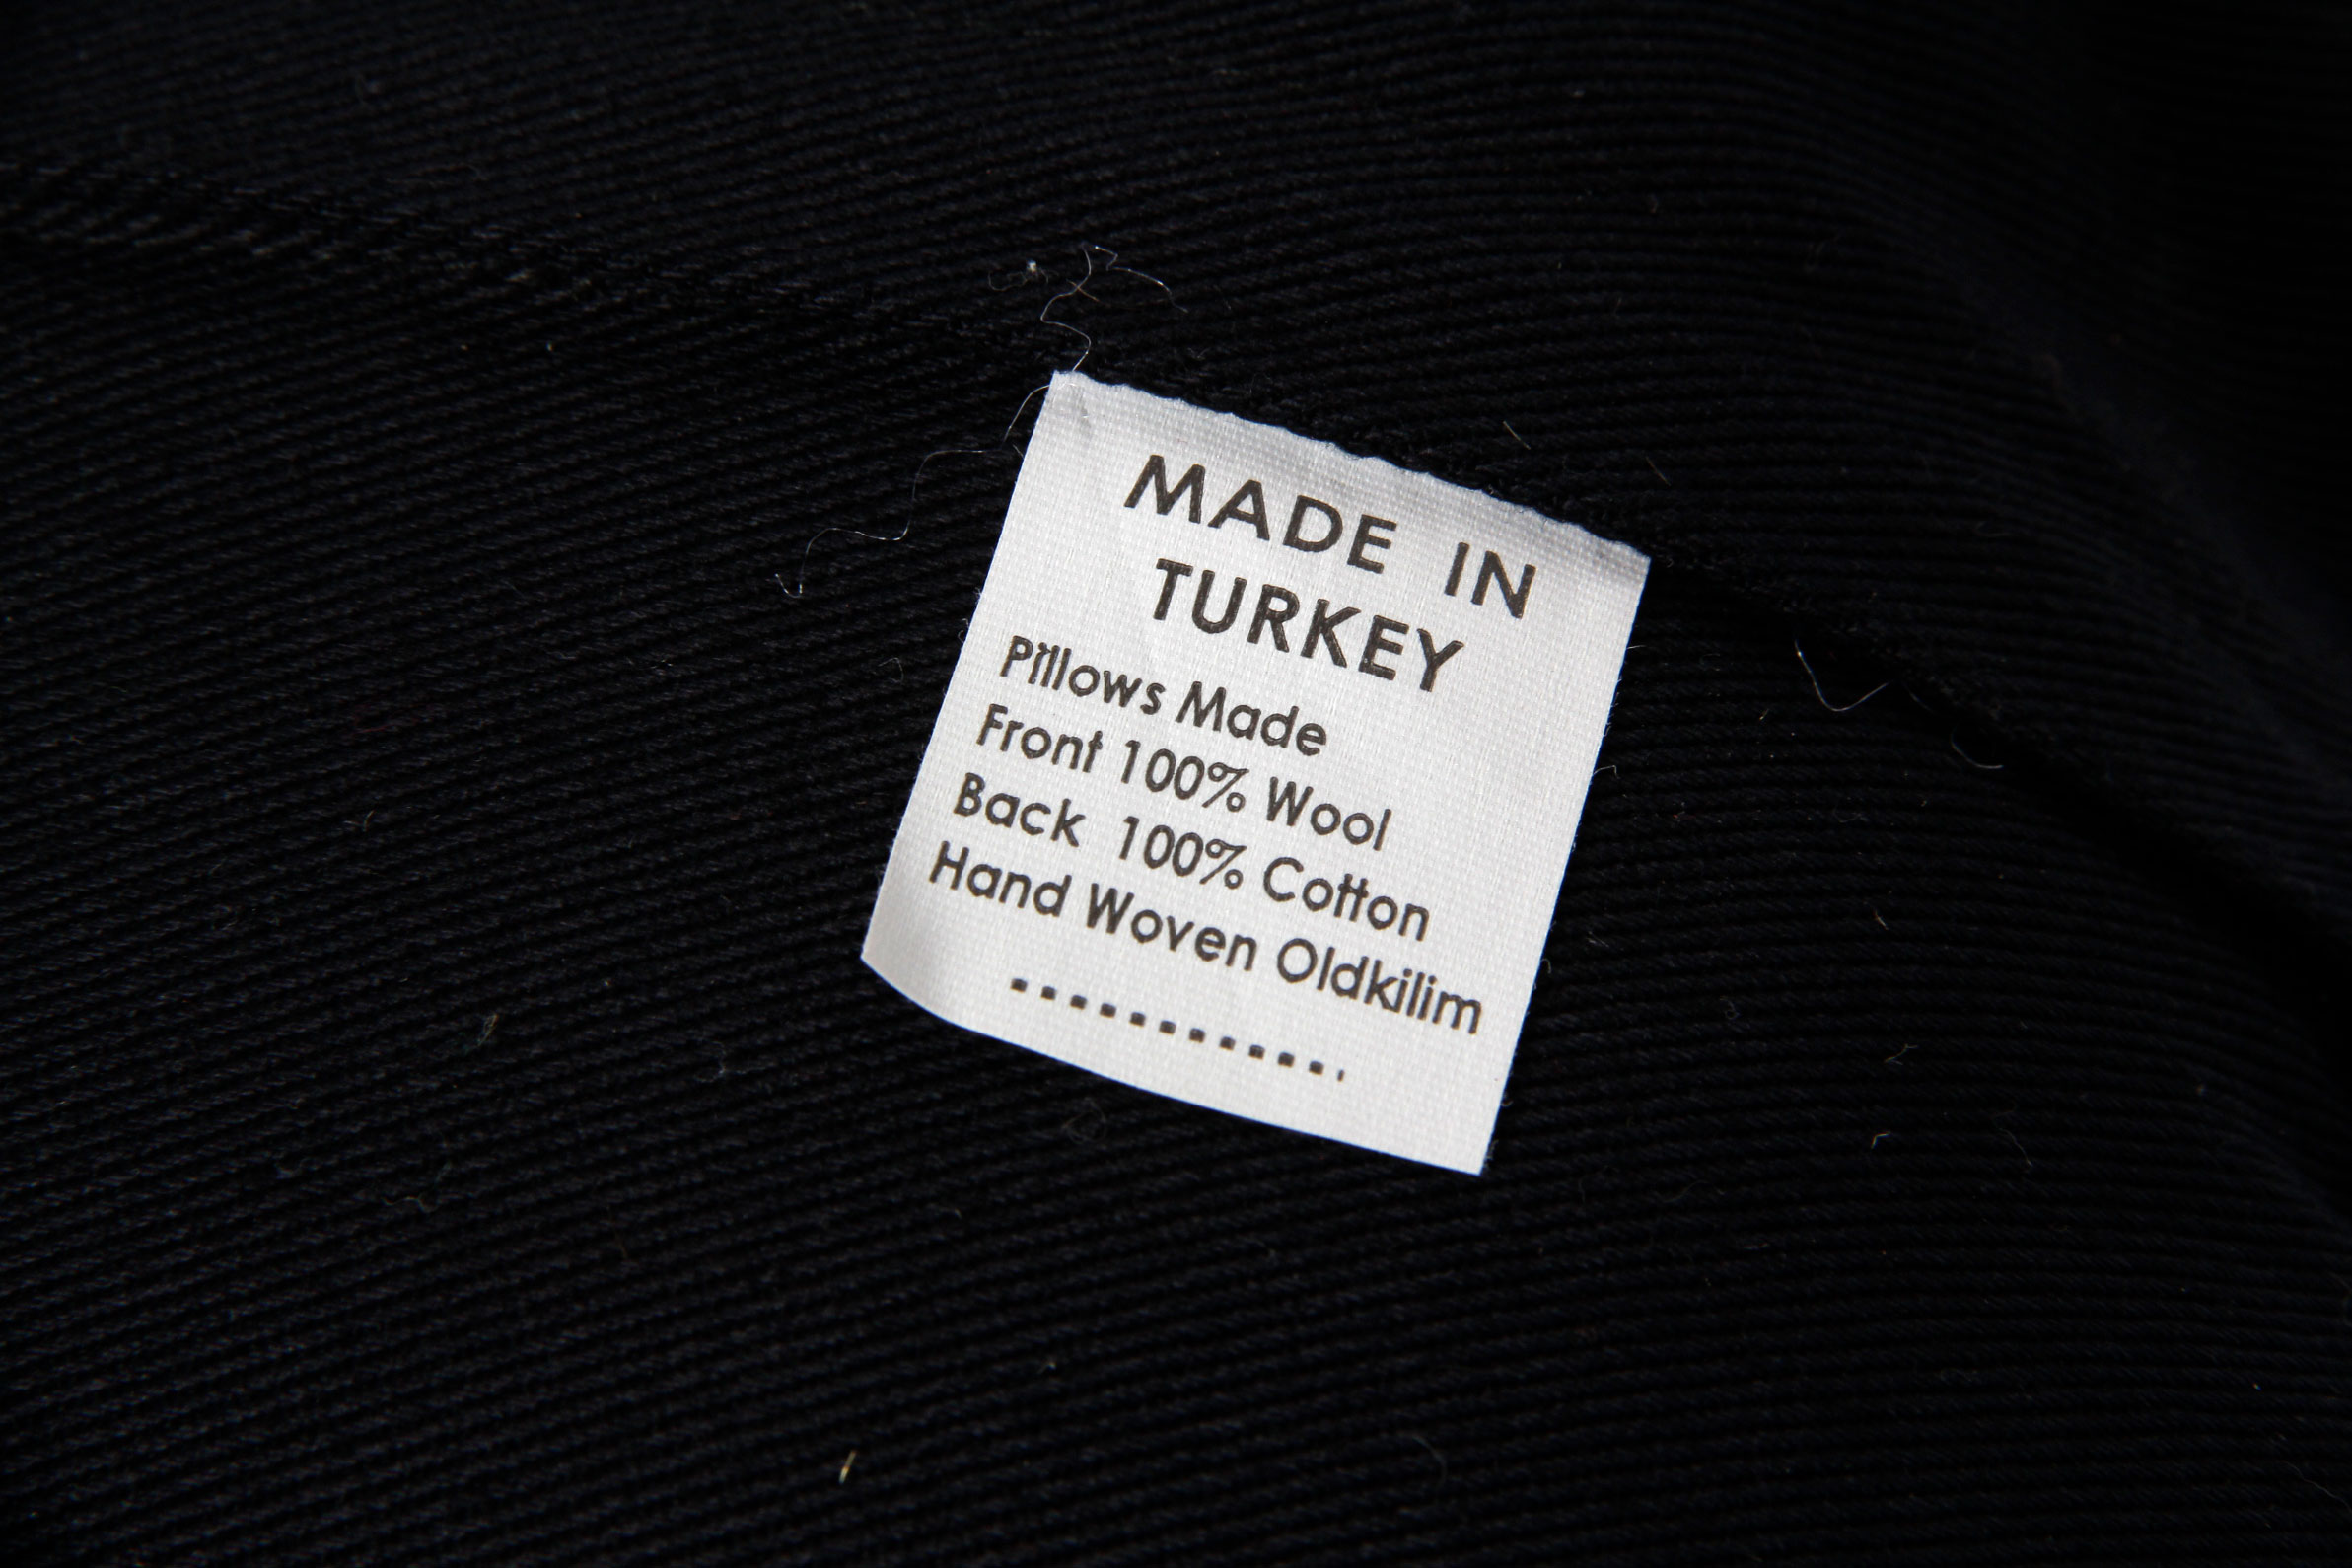 MADE IN
TURKEY
Pillows Made
Front 100% Wool
Back 100% Cotton
Hand Woven Oldkilim
............